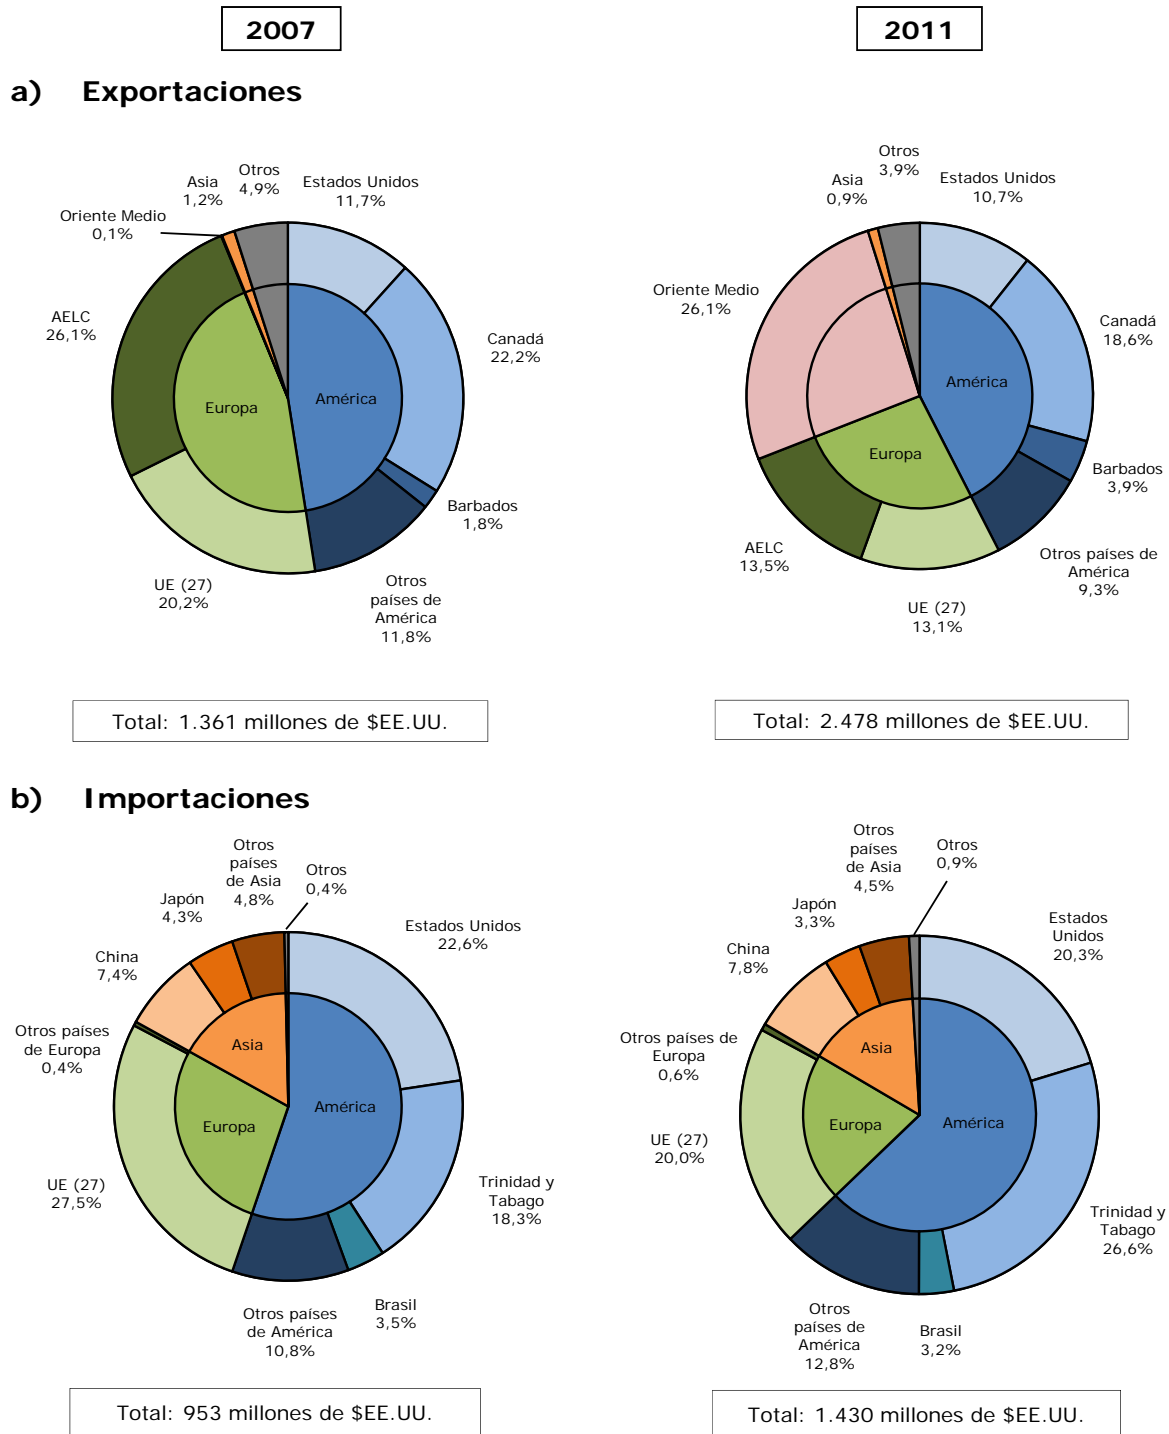 2007
2011
a) Exportaciones
Otros
4,9%
Asia
1,2%
Estados Unidos
11,7%
Oriente Medio
0,1%
AELC
26,1%
Canadá
22,2%
Europa
América
Barbados
1,8%
UE (27)
20,2%
Otros
países de
América
11,8%
Total: 1.361 millones de $EE.UU.
Otros
3,9%
Asia
0,9%
Estados Unidos
10,7%
Oriente Medio
26,1%
Canadá
18,6%
América
Europa
Barbados
3,9%
AELC
13,5%
Otros países de
América
9,3%
UE (27)
13,1%
Total: 2.478 millones de $EE.UU.
b) Importaciones
Otros
países
de Asia
4,8%
Otros
0,4%
Japón
4,3%
Estados Unidos
22,6%
China
7,4%
Otros países
de Europa
0,4%
Asia
América
Europa
UE (27)
27,5%
Trinidad y
Tabago
18,3%
Brasil
3,5%
Otros países
de América
10,8%
Total: 953 millones de $EE.UU.
Otros
países
de Asia
4,5%
Otros
0,9%
Japón
3,3%
Estados
Unidos
20,3%
China
7,8%
Otros países de
Europa
0,6%
Asia
Europa
América
UE (27)
20,0%
Trinidad y
Tabago
26,6%
Otros
países de
América
12,8%
Brasil
3,2%
Total: 1.430 millones de $EE.UU.